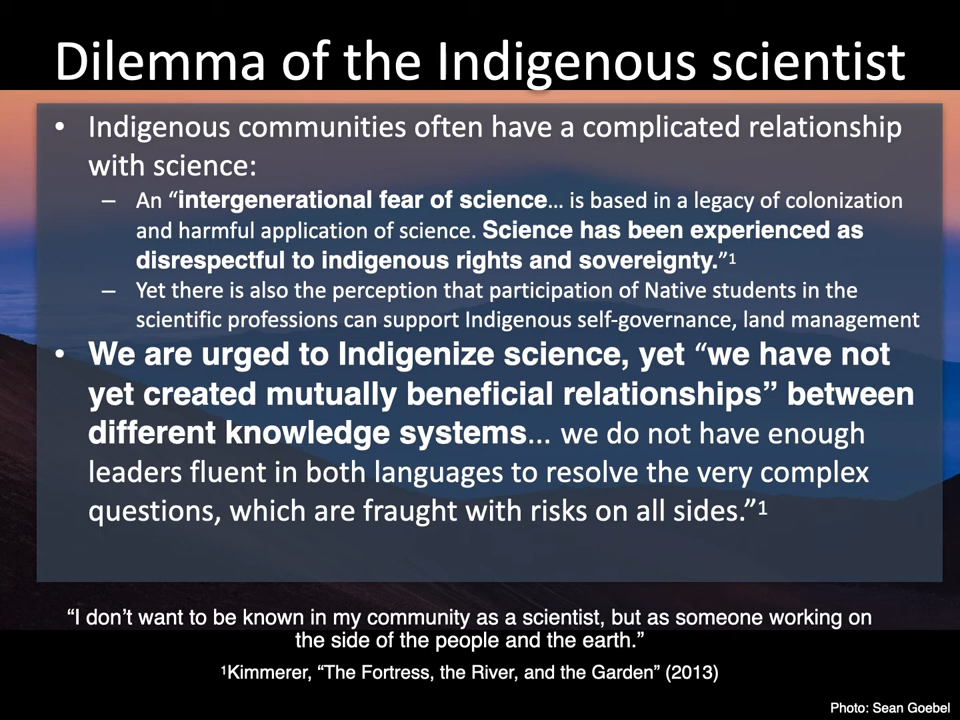 Dilemma of the Indigenous scientist
• Indigenous communities often have a complicated relationship
with science:
– An “intergenerational fear of science... is based in a legacy of colonization
and harmful application of science. Science has been experienced as
disrespectful to indigenous rights and sovereignty.”1
– Yet there is also the perception that participation of Native students in the
scientific professions can support Indigenous self-governance, land management
• We are urged to Indigenize science, yet “we have not
yet created mutually beneficial relationships” between
different knowledge systems... we do not have enough
leaders fluent in both languages to resolve the very complex
questions, which are fraught with risks on all sides.”1
“I don’t want to be known in my community as a scientist, but as someone working on
the side of the people and the earth.”
1Kimmerer, “The Fortress, the River, and the Garden” (2013)
Photo: Sean Goebel